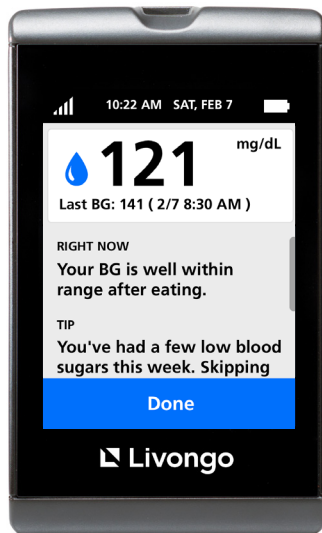 10:22 AM SAT, FEB 7
121 mg/dL
Last BG: 141 ( 2/7 8:30 AM )
RIGHT NOW
Your BG is well within
range after eating.
TIP
You've had a few low blood
sugars this week. Skipping
Done
Livongo